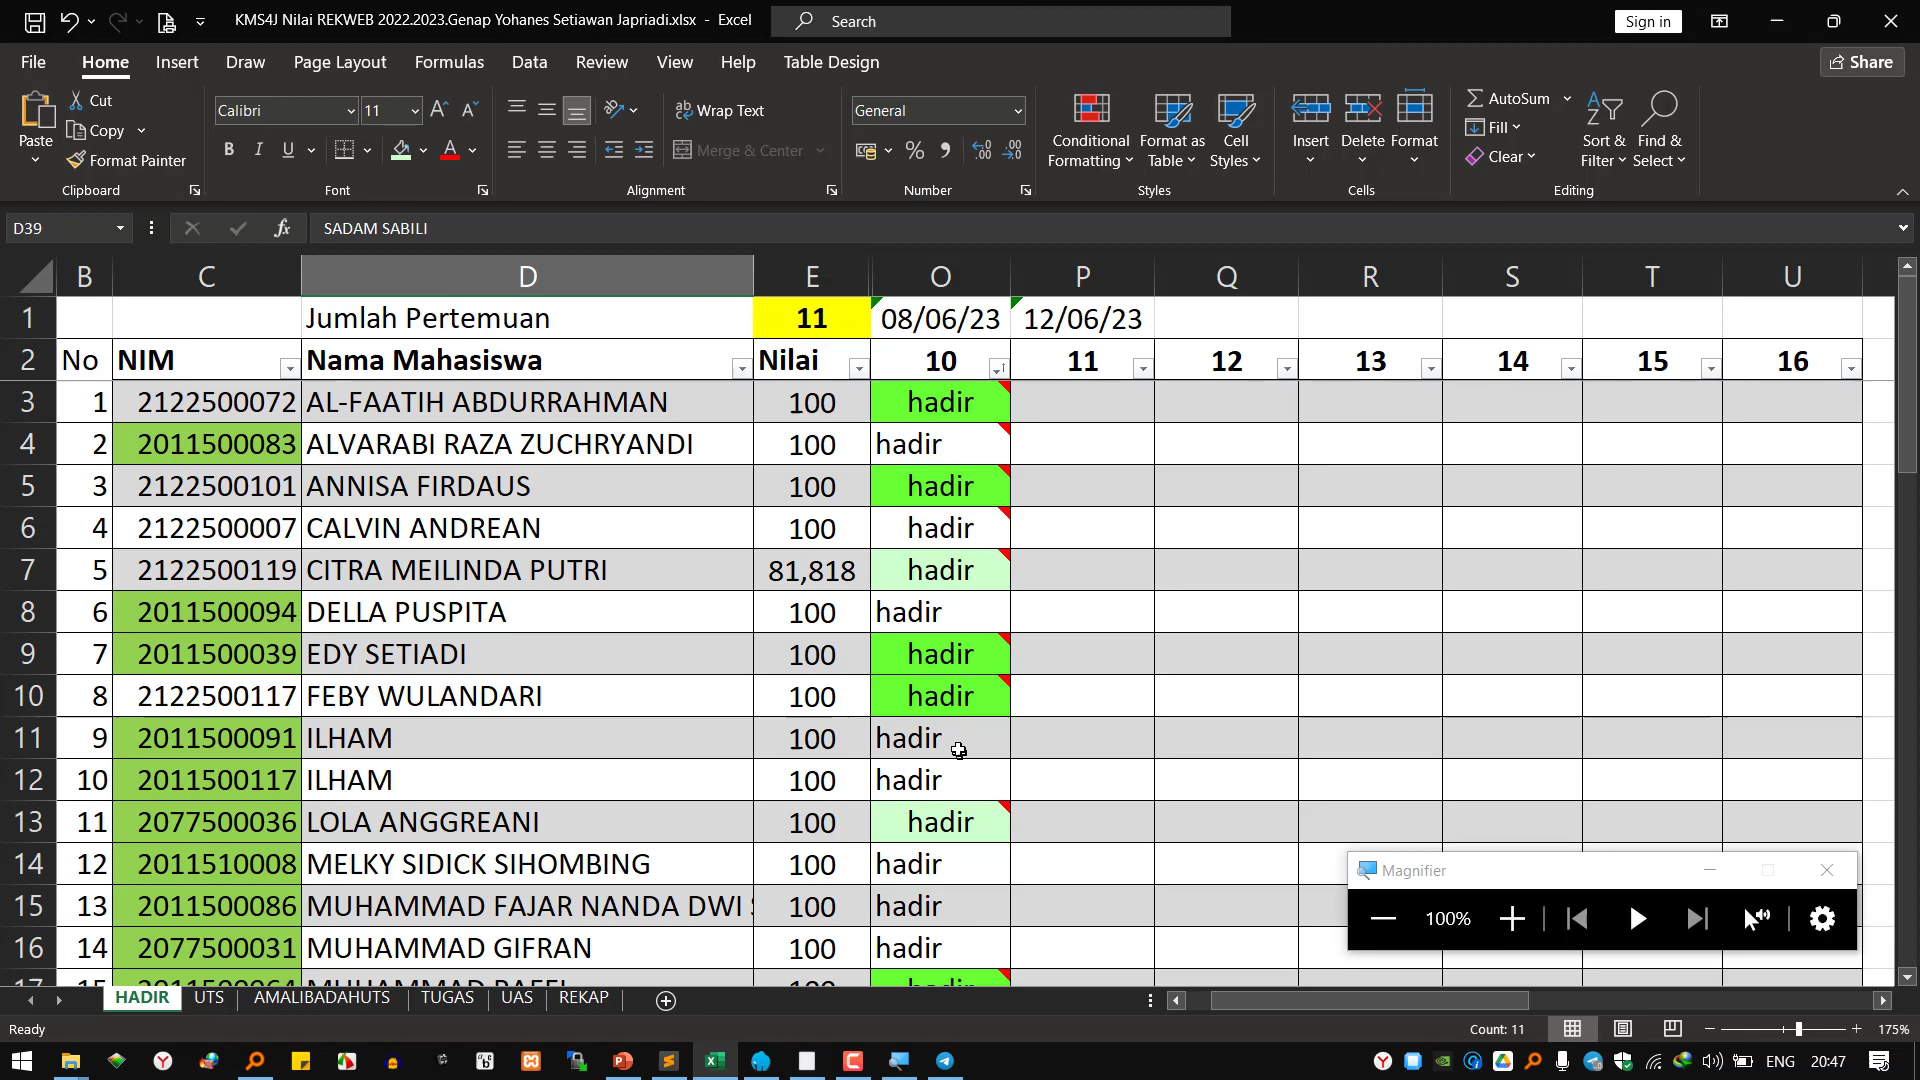 KMS4J Nilai REKWEB 2022.2023.Genap Yohanes Setiawan Japriadi.xlsx - Excel
Search
Sign in
File Home Insert Draw Page Layout Formulas Data Review View Help Table Design Share
Paste
Cut
Copy
Format Painter
Clipboard
Calibri 11
B I U
Font
Wrap Text
Merge & Center
Alignment
General
Number
Conditional Formatting
Format as Table
Cell Styles
Styles
Insert Delete Format
Cells
AutoSum
Fill
Clear
Sort & Filter
Find & Select
Editing
D39 fx SADAM SABILI
B C D E O P Q R S T U
1 Jumlah Pertemuan 11 08/06/23 12/06/23
2 No NIM Nama Mahasiswa Nilai 10 11 12 13 14 15 16
3 1 2122500072 AL-FAATIH ABDURRAHMAN 100 hadir
4 2 2011500083 ALVARABI RAZA ZUCHRYANDI 100 hadir
5 3 2122500101 ANNISA FIRDAUS 100 hadir
6 4 2122500007 CALVIN ANDREAN 100 hadir
7 5 2122500119 CITRA MEILINDA PUTRI 81,818 hadir
8 6 2011500094 DELLA PUSPITA 100 hadir
9 7 2011500039 EDY SETIADI 100 hadir
10 8 2122500117 FEBY WULANDARI 100 hadir
11 9 2011500091 ILHAM 100 hadir
12 10 2011500117 ILHAM 100 hadir
13 11 2077500036 LOLA ANGGREANI 100 hadir
14 12 2011510008 MELKY SIDICK SIHOMBING 100 hadir
15 13 2011500086 MUHAMMAD FAJAR NANDA DWI 100 hadir
16 14 2077500031 MUHAMMAD GIFRAN 100 hadir
Magnifier
100%
HADIR UTS AMALIBADAHUTS TUGAS UAS REKAP
Ready Count: 11 175%
ENG 20:47